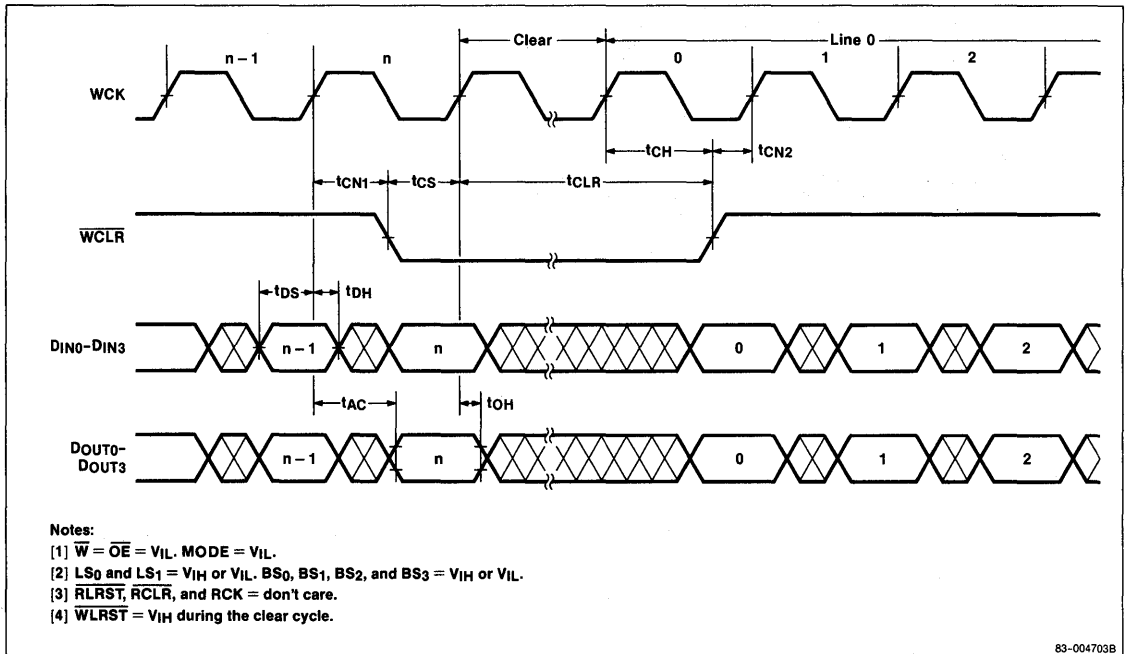 Clear Line 0
n – 1 n 0 1 2
WCK
tCH tCN2
tCN1 tCS tCLR
WCLR
tDS tDH
DIN0-DIN3 n – 1 n 0 1 2
tAC tOH
DOUT0-
DOUT3 n – 1 n 0 1 2
Notes:
[1] W = OE = VIL. MODE = VIL.
[2] LS0 and LS1 = VIH or VIL. BS0, BS1, BS2, and BS3 = VIH or VIL.
[3] RLRST, RCLR, and RCK = don't care.
[4] WLRST = VIH during the clear cycle.
83-004703B